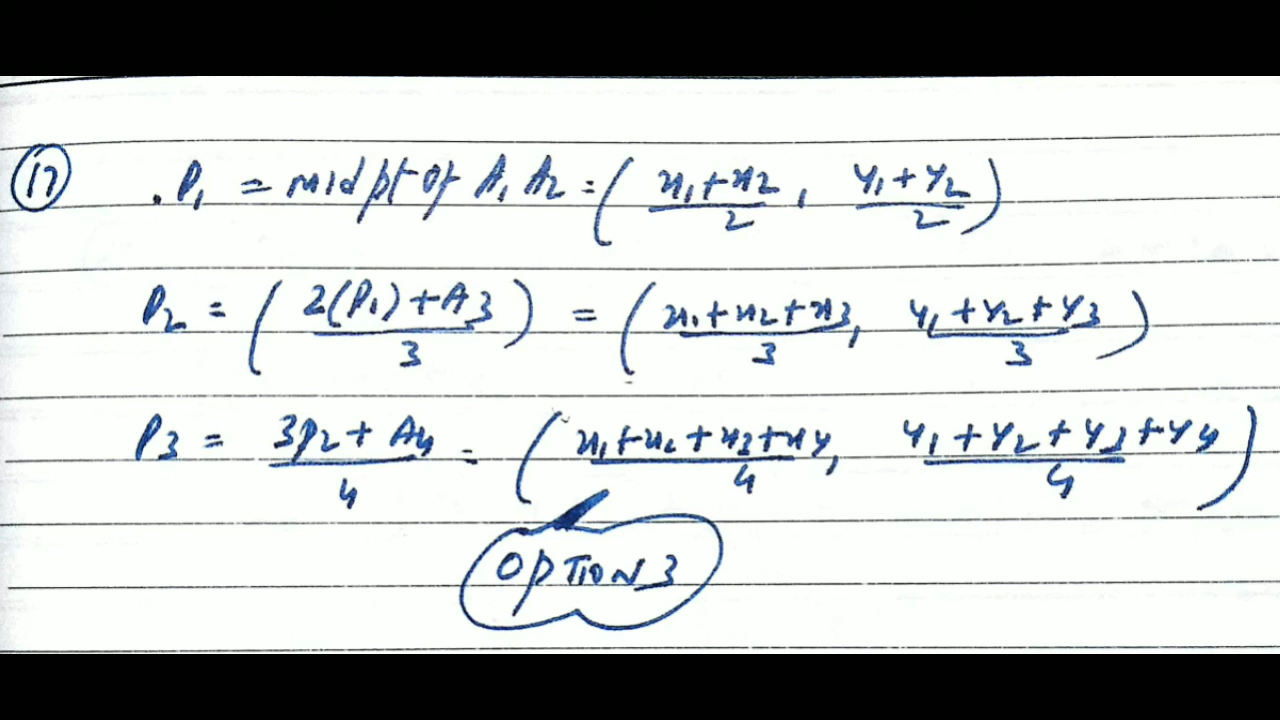 (17) . P₁ = midpt of A₁ A₂ = ( (x₁+x₂)/2 , (y₁+y₂)/2 )
P₂ = ( (2(P₁)+A3)/3 ) = ( (x₁+x₂+x3)/3 , (y₁+y₂+y3)/3 )
P3 = (3P₂+A₄)/4 = ( (x₁+x₂+x3+x4)/4 , (y₁+y₂+y3+y4)/4 )
OPTION 3